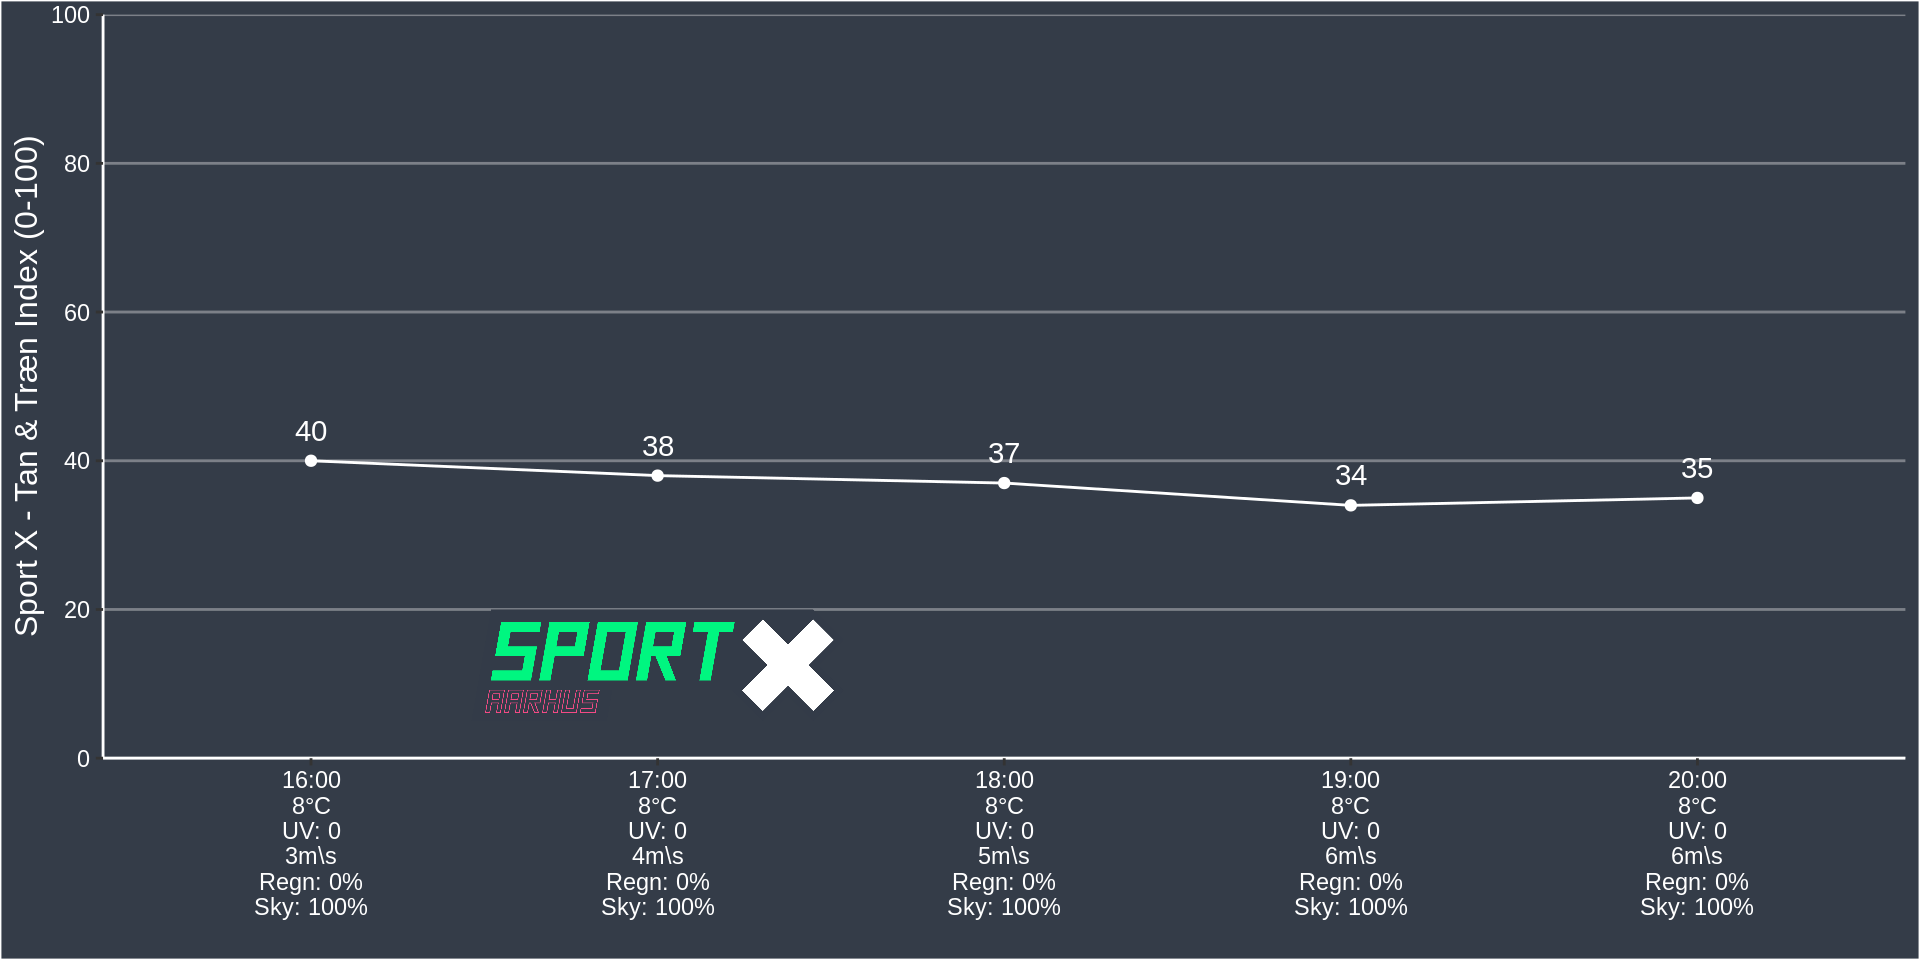 Sport X - Tan & Træn Index (0-100)
100
80
60
40
20
0
40
38
37
34
35
SPORT X
AARHUS
16:00
8°C
UV: 0
3m\s
Regn: 0%
Sky: 100%
17:00
8°C
UV: 0
4m\s
Regn: 0%
Sky: 100%
18:00
8°C
UV: 0
5m\s
Regn: 0%
Sky: 100%
19:00
8°C
UV: 0
6m\s
Regn: 0%
Sky: 100%
20:00
8°C
UV: 0
6m\s
Regn: 0%
Sky: 100%